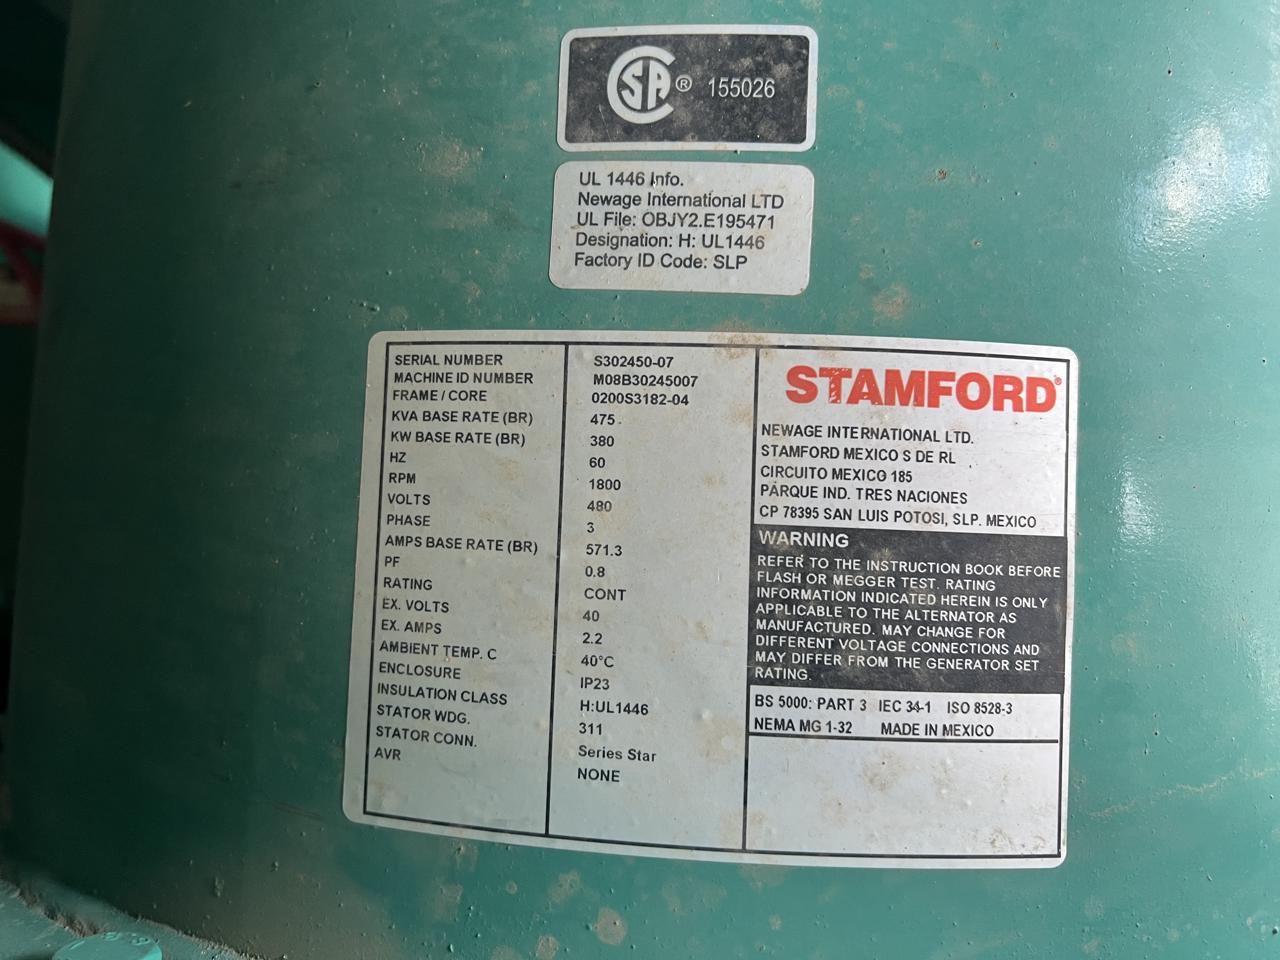 CSA® 155026
UL 1446 Info.
Newage International LTD
UL File: OBJY2.E195471
Designation: H: UL1446
Factory ID Code: SLP
SERIAL NUMBER S302450-07
MACHINE ID NUMBER M08B30245007
FRAME / CORE 0200S3182-04
KVA BASE RATE (BR) 475
KW BASE RATE (BR) 380
HZ 60
RPM 1800
VOLTS 480
PHASE 3
AMPS BASE RATE (BR) 571.3
PF 0.8
RATING CONT
EX. VOLTS 40
EX. AMPS 2.2
AMBIENT TEMP. C 40°C
ENCLOSURE IP23
INSULATION CLASS H:UL1446
STATOR WDG. 311
STATOR CONN. Series Star
AVR NONE
STAMFORD®
NEWAGE INTERNATIONAL LTD.
STAMFORD MEXICO S DE RL
CIRCUITO MEXICO 185
PARQUE IND. TRES NACIONES
CP 78395 SAN LUIS POTOSI, SLP. MEXICO
WARNING
REFER TO THE INSTRUCTION BOOK BEFORE
FLASH OR MEGGER TEST. RATING
INFORMATION INDICATED HEREIN IS ONLY
APPLICABLE TO THE ALTERNATOR AS
MANUFACTURED. MAY CHANGE FOR
DIFFERENT VOLTAGE CONNECTIONS AND
MAY DIFFER FROM THE GENERATOR SET
RATING.
BS 5000: PART 3 IEC 34-1 ISO 8528-3
NEMA MG 1-32 MADE IN MEXICO